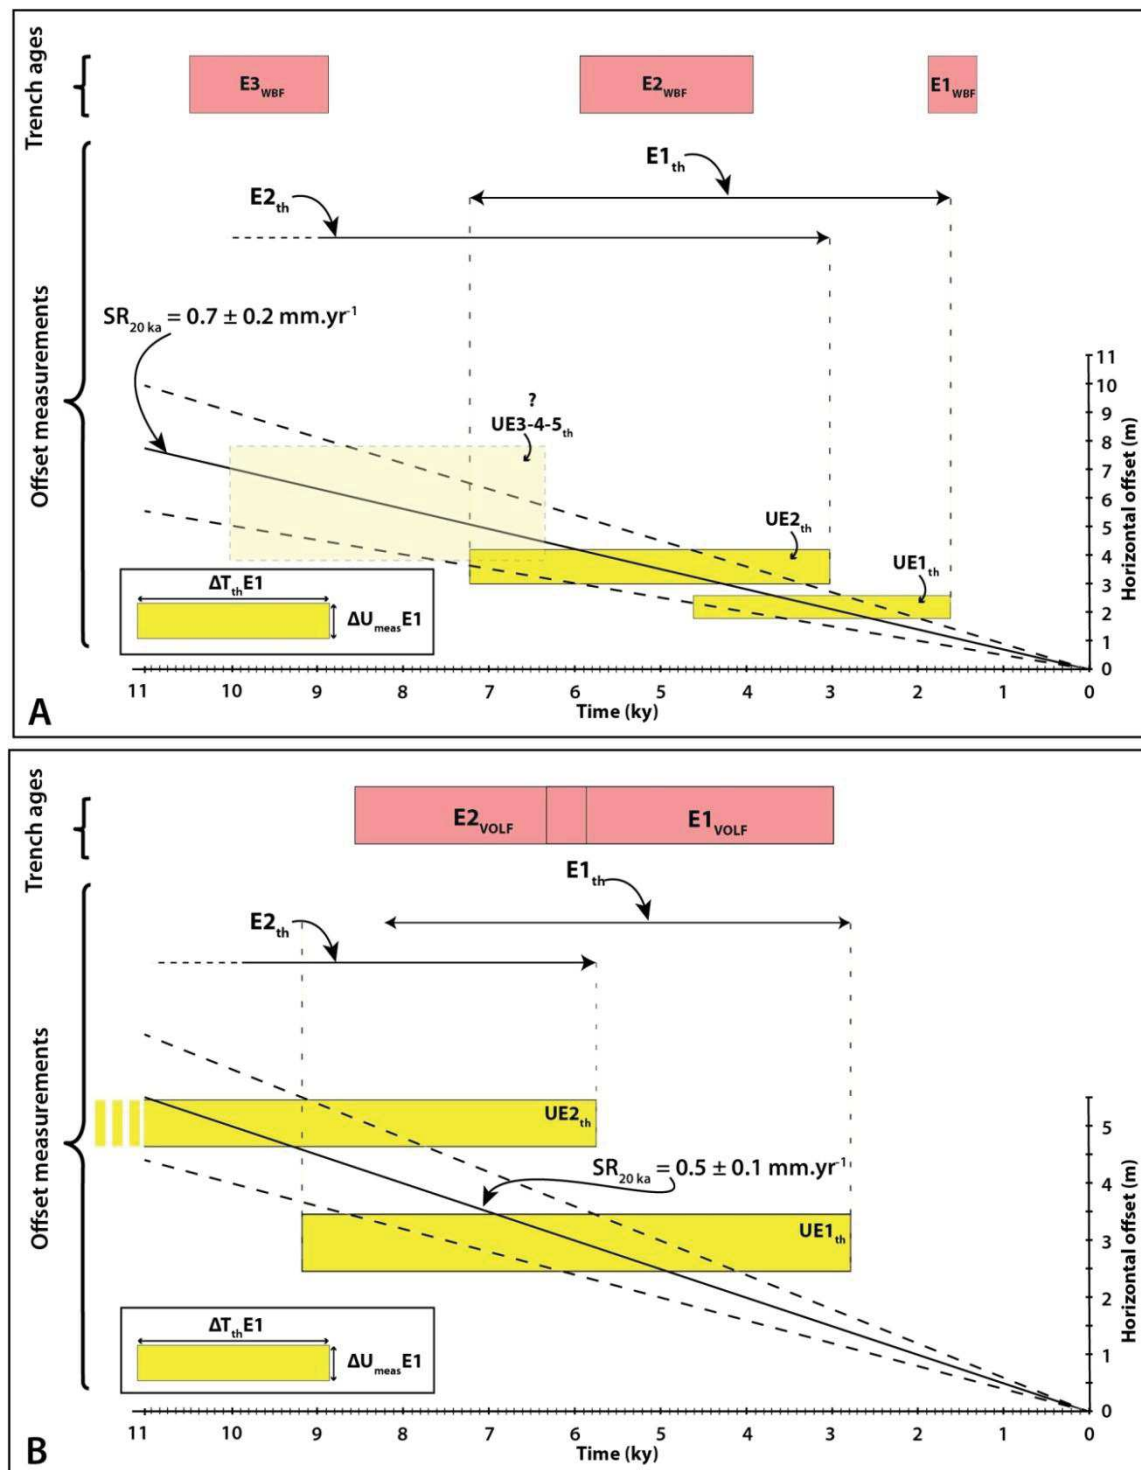 Trench ages
E3WBF
E2WBF
E1WBF
E1th
E2th
Offset measurements
SR20 ka = 0.7 ± 0.2 mm.yr-1
?
UE3-4-5th
UE2th
UE1th
ΔTthE1
ΔUmeasE1
11
10
9
8
7
6
5
4
3
2
1
0
Horizontal offset (m)
11 10 9 8 7 6 5 4 3 2 1 0
Time (ky)
A
Trench ages
E2VOLF
E1VOLF
E1th
E2th
Offset measurements
UE2th
SR20 ka = 0.5 ± 0.1 mm.yr-1
UE1th
ΔTthE1
ΔUmeasE1
5
4
3
2
1
0
Horizontal offset (m)
11 10 9 8 7 6 5 4 3 2 1 0
Time (ky)
B